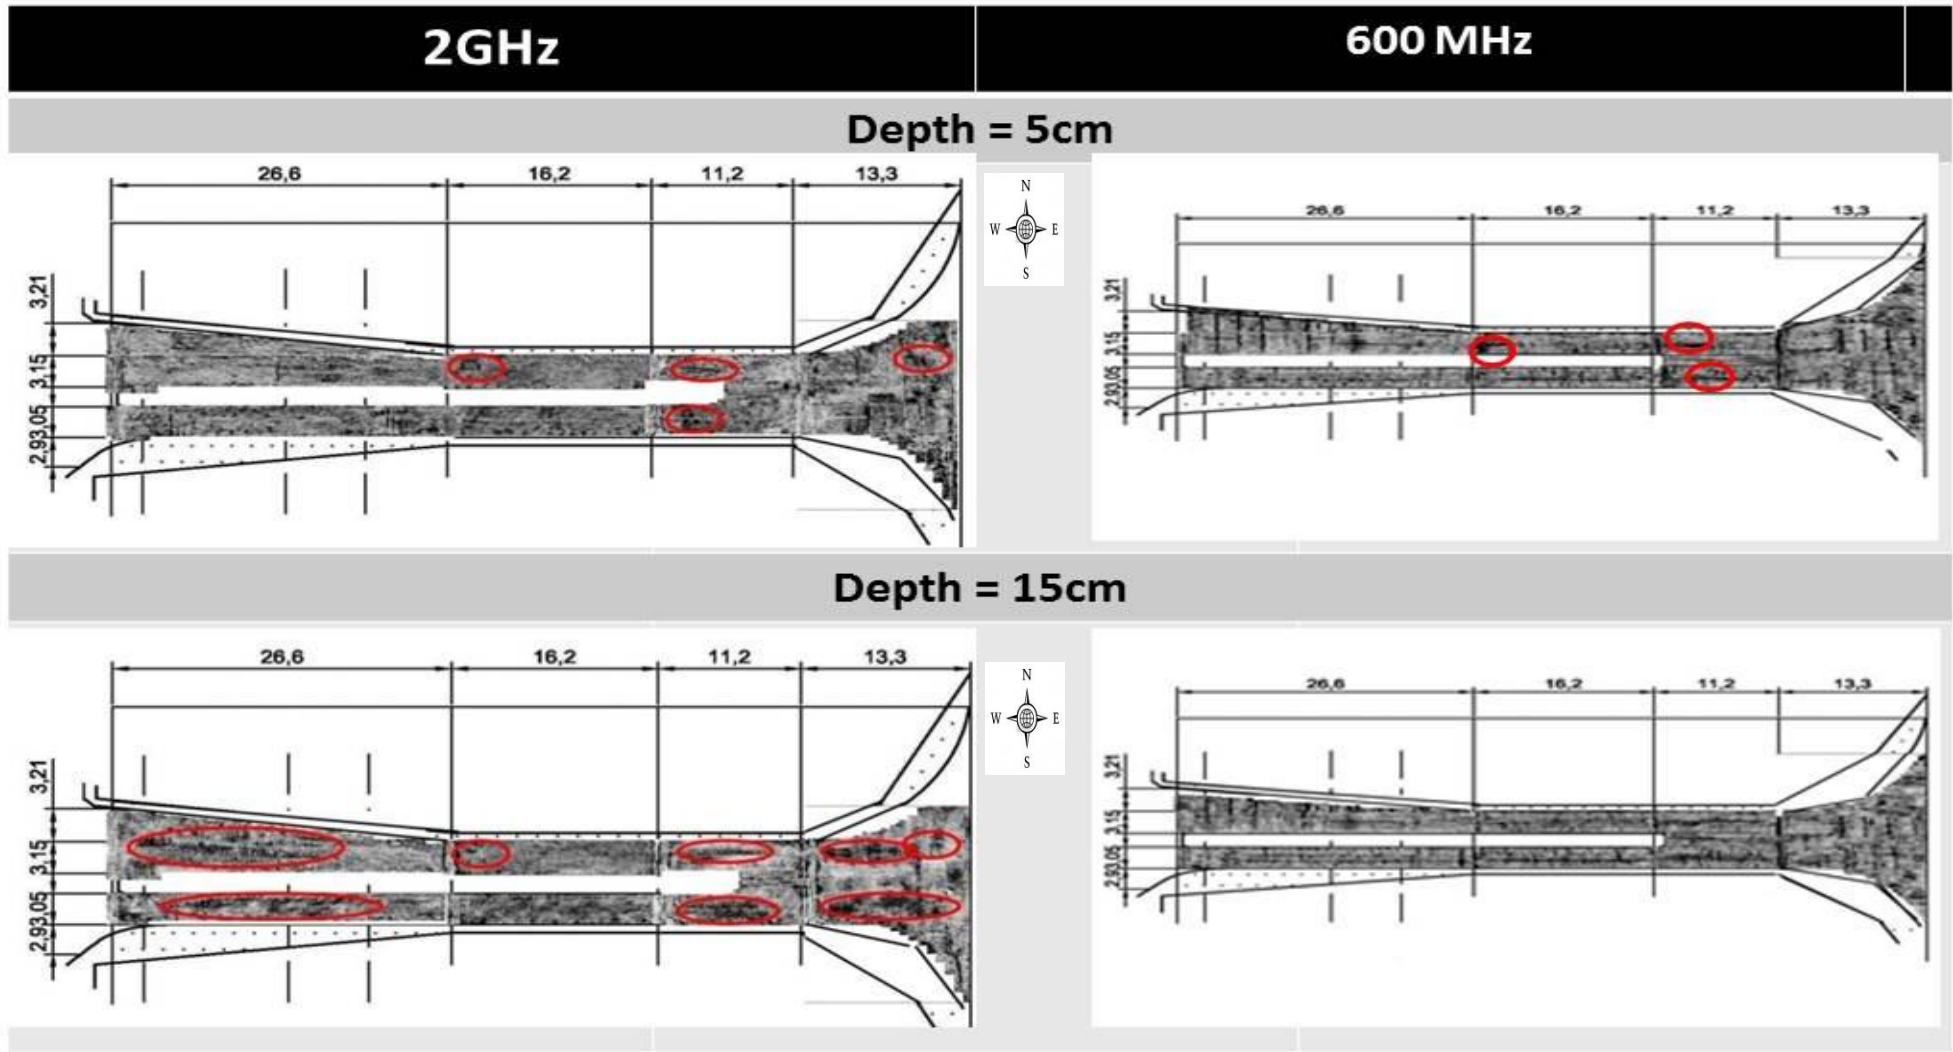 2GHz
600 MHz
Depth = 5cm
26,6 16,2 11,2 13,3
3,21
3,15
2,93,05
N
W E
S
26,6 16,2 11,2 13,3
3,21
3,15
2,93,05
Depth = 15cm
26,6 16,2 11,2 13,3
3,21
3,15
2,93,05
N
W E
S
26,6 16,2 11,2 13,3
3,21
3,15
2,93,05